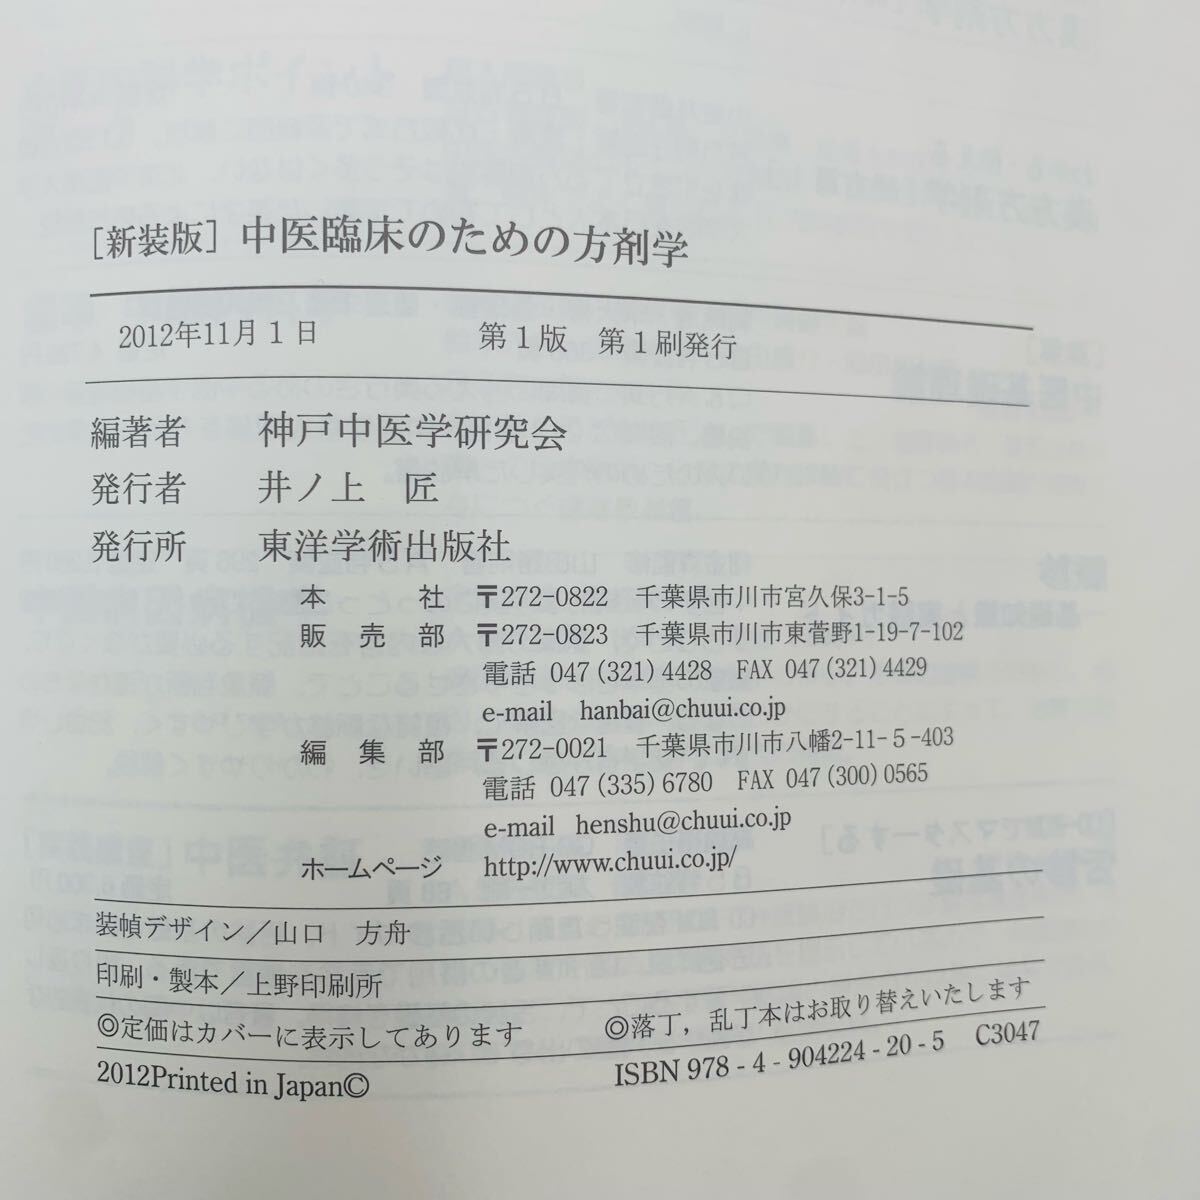 ［新装版］中医臨床のための方剤学
2012年11月1日　第1版　第1刷発行
編著者　神戸中医学研究会
発行者　井ノ上　匠
発行所　東洋学術出版社
本　　社　〒272-0822　千葉県市川市宮久保3-1-5
販売部　〒272-0823　千葉県市川市東菅野1-19-7-102
電話 047(321)4428　FAX 047(321)4429
e-mail　hanbai@chuui.co.jp
編集部　〒272-0021　千葉県市川市八幡2-11-5-403
電話 047(335)6780　FAX 047(300)0565
e-mail　henshu@chuui.co.jp
ホームページ　http://www.chuui.co.jp/
装幀デザイン／山口　方舟
印刷・製本／上野印刷所
◎定価はカバーに表示してあります　◎落丁，乱丁本はお取り替えいたします
2012Printed in Japan©　ISBN 978-4-904224-20-5　C3047